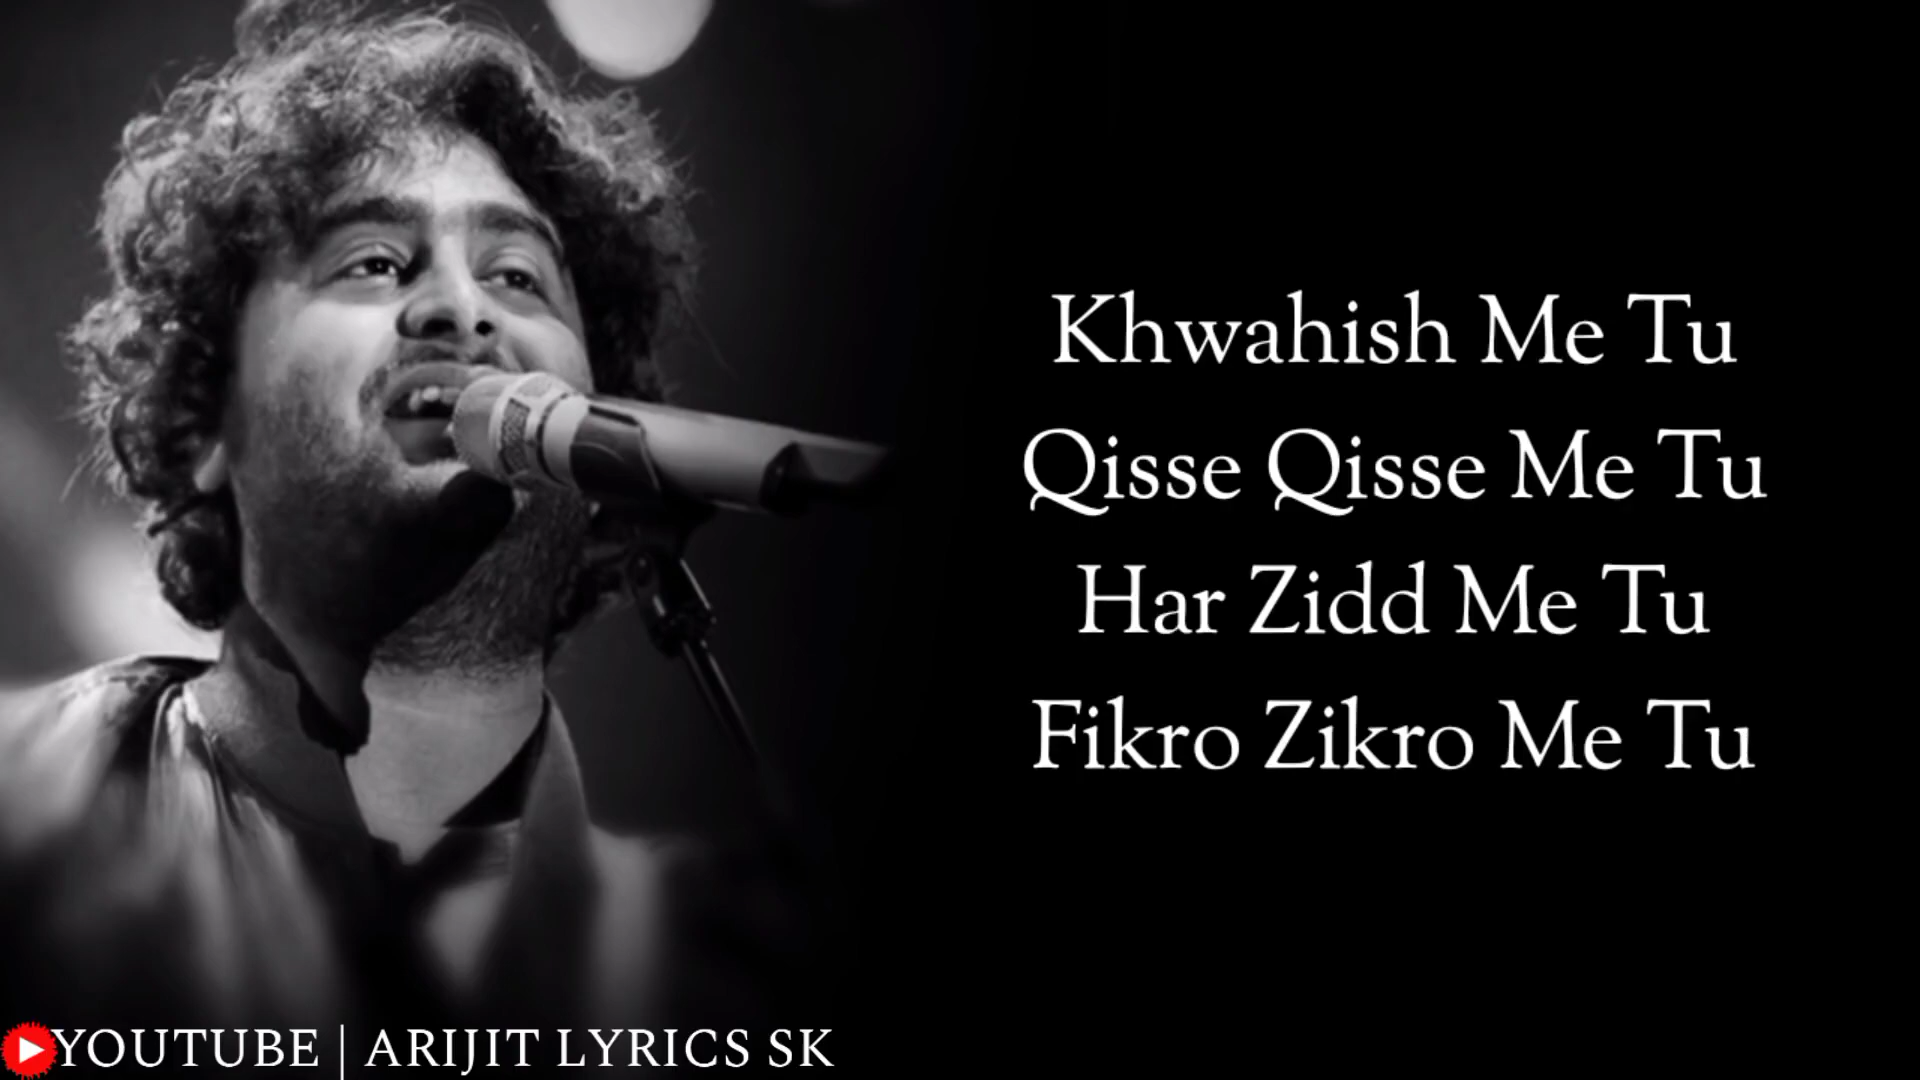 Khwahish Me Tu
Qisse Qisse Me Tu
Har Zidd Me Tu
Fikro Zikro Me Tu
YOUTUBE | ARIJIT LYRICS SK